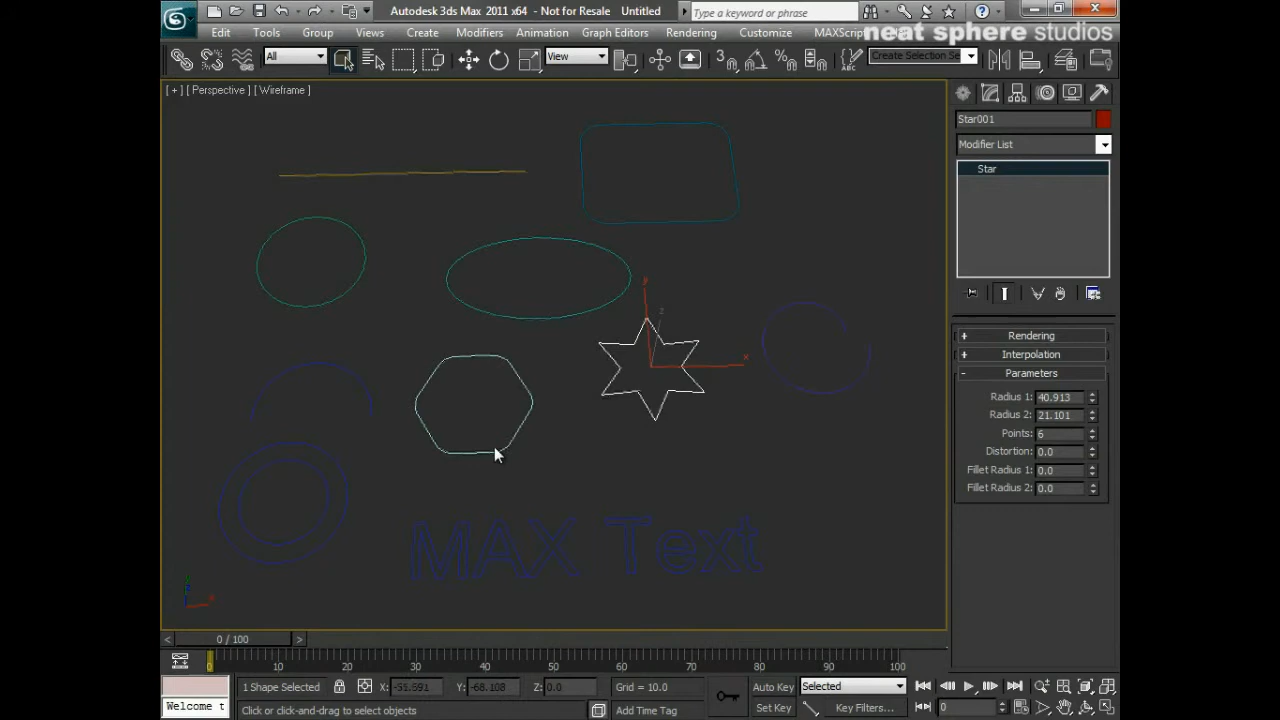 Autodesk 3ds Max 2011 x64 - Not for Resale Untitled
Type a keyword or phrase
Edit Tools Group Views Create Modifiers Animation Graph Editors Rendering Customize MAXScript
neat sphere studios
All
View
Create Selection Se
[ + ] [ Perspective ] [ Wireframe ]
Star001
Modifier List
Star
+ Rendering
+ Interpolation
- Parameters
Radius 1: 40.913
Radius 2: 21.101
Points: 6
Distortion: 0.0
Fillet Radius 1: 0.0
Fillet Radius 2: 0.0
y
z
x
MAX Text
< 0 / 100 >
0 10 20 30 40 50 60 70 80 90 100
1 Shape Selected X: -51.591 Y: -68.108 Z: 0.0 Grid = 10.0 Auto Key Selected
Welcome t Click or click-and-drag to select objects Add Time Tag Set Key Key Filters... 0